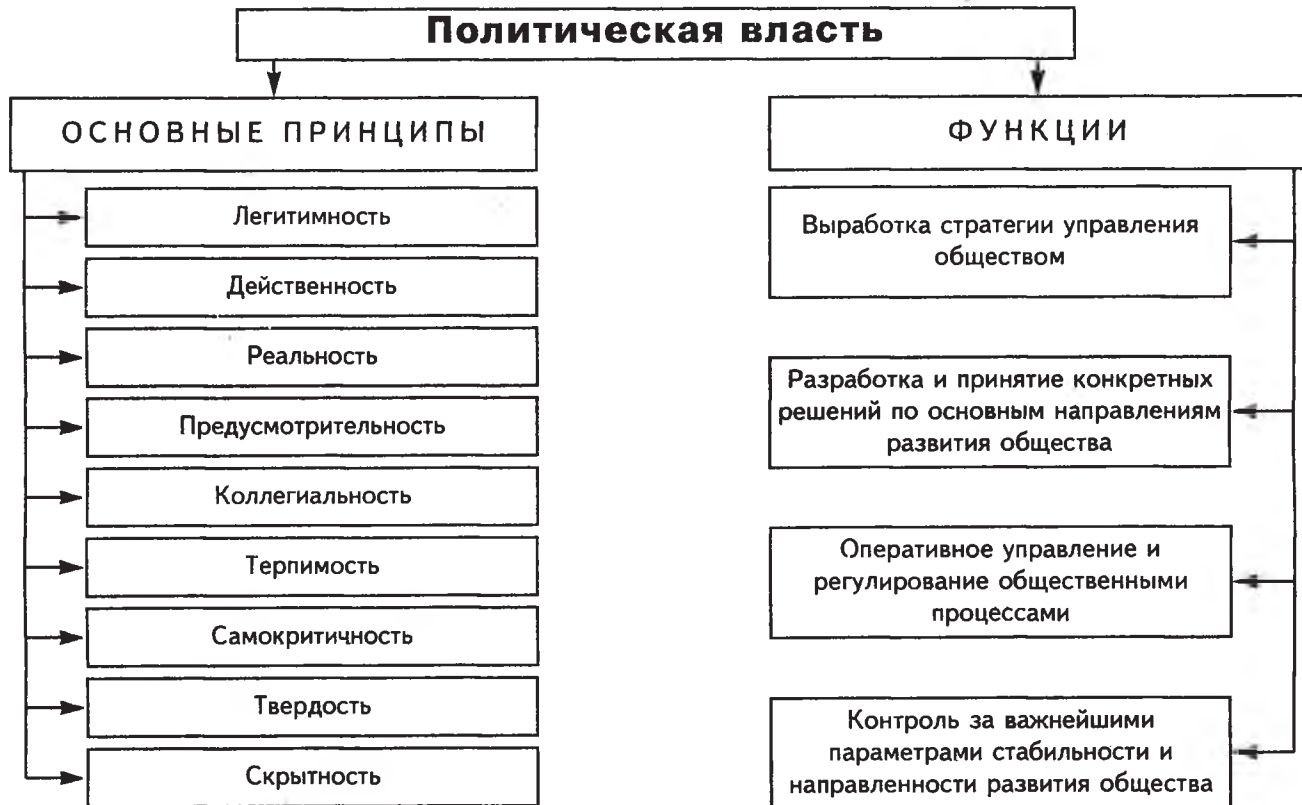 Политическая власть
ОСНОВНЫЕ ПРИНЦИПЫ
Легитимность
Действенность
Реальность
Предусмотрительность
Коллегиальность
Терпимость
Самокритичность
Твердость
Скрытность
ФУНКЦИИ
Выработка стратегии управления
обществом
Разработка и принятие конкретных
решений по основным направлениям
развития общества
Оперативное управление и
регулирование общественными
процессами
Контроль за важнейшими
параметрами стабильности и
направленности развития общества